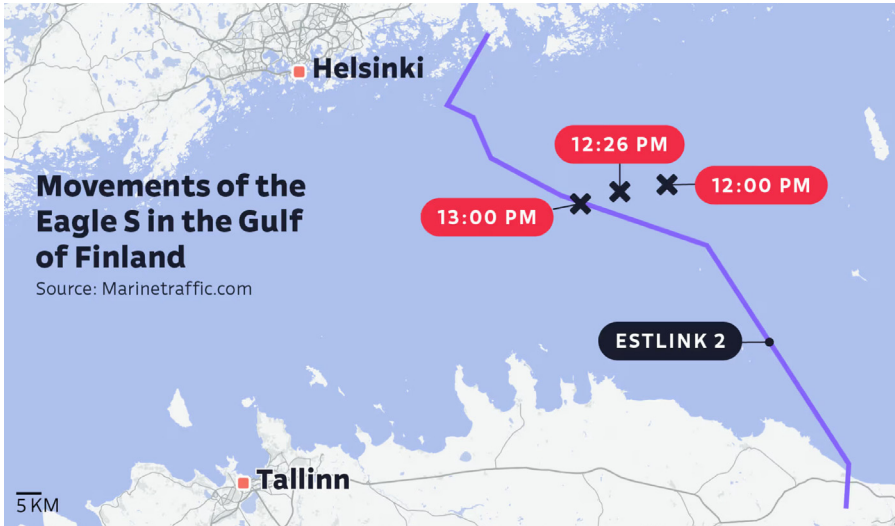 Helsinki
12:26 PM
12:00 PM
13:00 PM
Movements of the
Eagle S in the Gulf
of Finland
Source: Marinetraffic.com
ESTLINK 2
Tallinn
5 KM